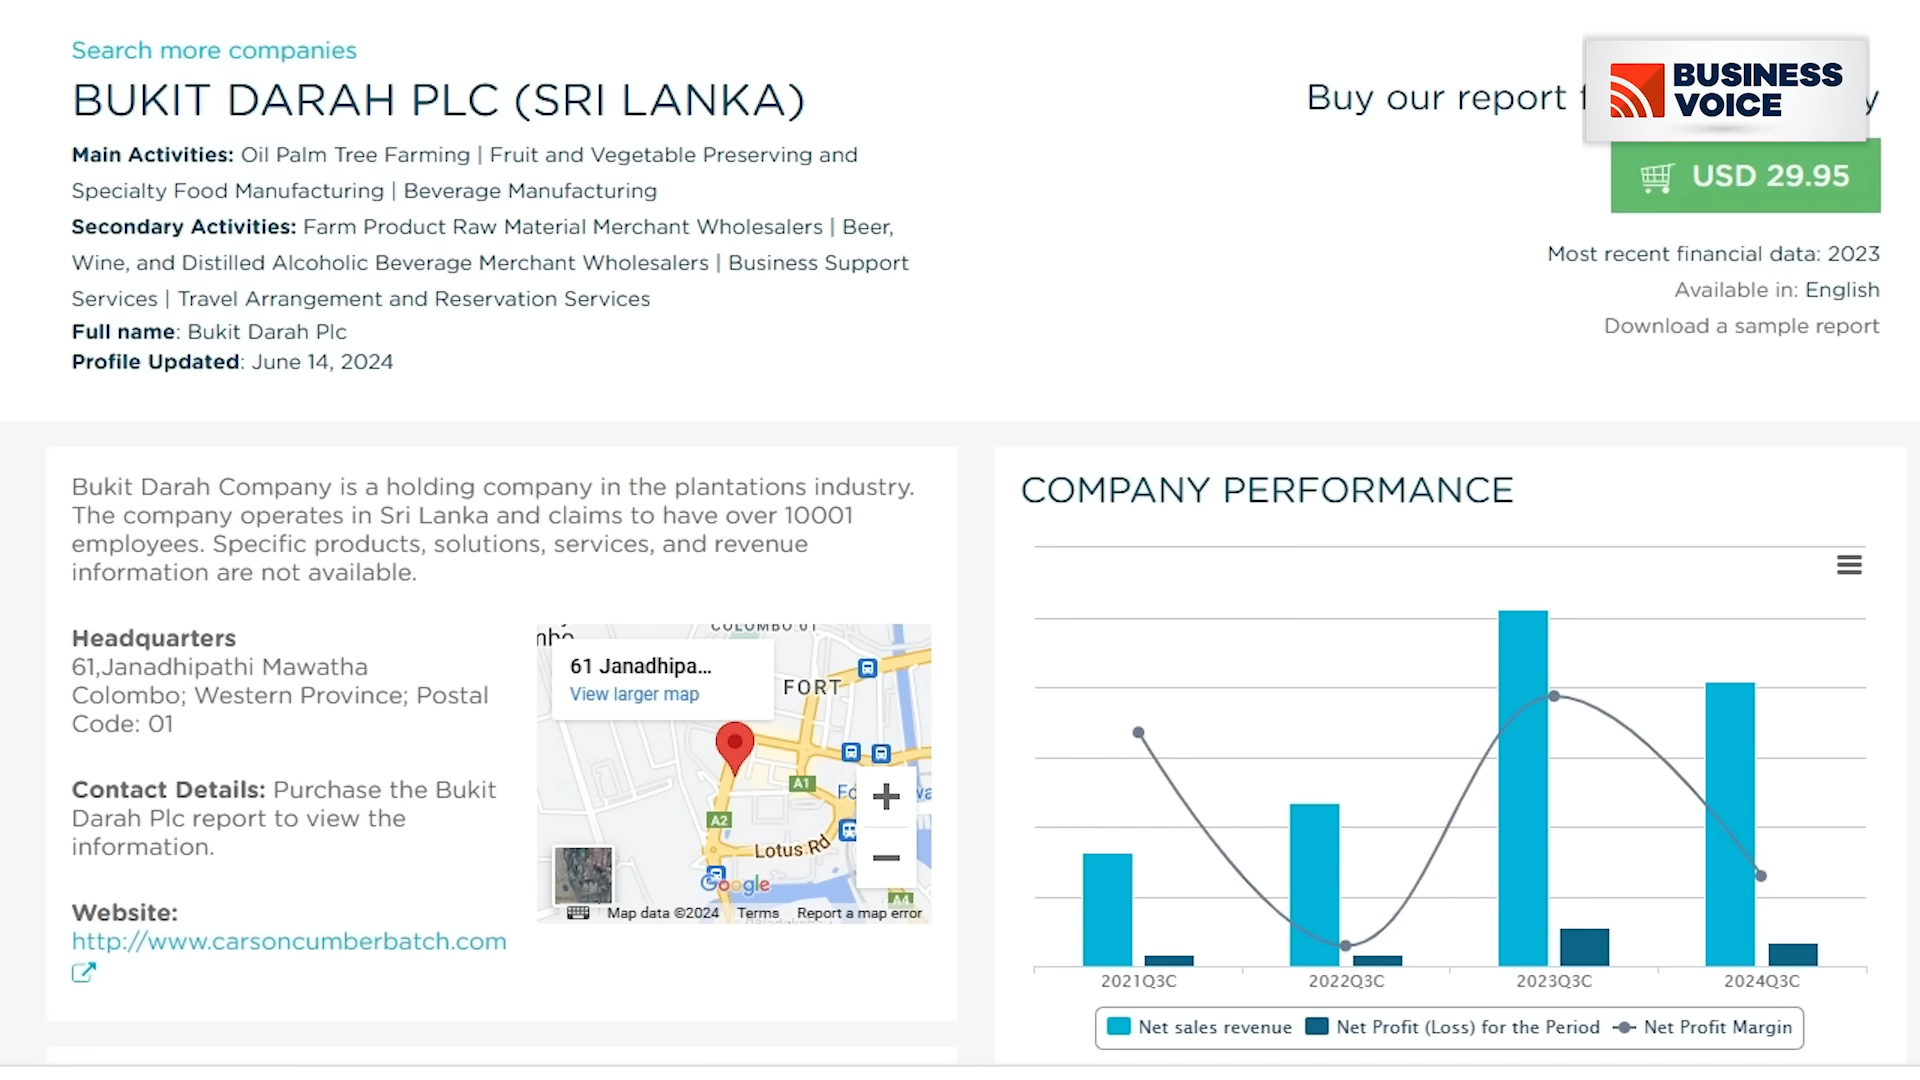 Search more companies
BUKIT DARAH PLC (SRI LANKA)
Main Activities: Oil Palm Tree Farming | Fruit and Vegetable Preserving and
Specialty Food Manufacturing | Beverage Manufacturing
Secondary Activities: Farm Product Raw Material Merchant Wholesalers | Beer,
Wine, and Distilled Alcoholic Beverage Merchant Wholesalers | Business Support
Services | Travel Arrangement and Reservation Services
Full name: Bukit Darah Plc
Profile Updated: June 14, 2024
Buy our report
BUSINESS
VOICE
USD 29.95
Most recent financial data: 2023
Available in: English
Download a sample report
Bukit Darah Company is a holding company in the plantations industry.
The company operates in Sri Lanka and claims to have over 10001
employees. Specific products, solutions, services, and revenue
information are not available.
Headquarters
61,Janadhipathi Mawatha
Colombo; Western Province; Postal
Code: 01
Contact Details: Purchase the Bukit
Darah Plc report to view the
information.
Website:
http://www.carsoncumberbatch.com
COLOMBO 01
61 Janadhipa...
View larger map
FORT
A1
A2
Lotus Rd
A4
Google
Map data ©2024 Terms Report a map error
COMPANY PERFORMANCE
2021Q3C 2022Q3C 2023Q3C 2024Q3C
Net sales revenue Net Profit (Loss) for the Period Net Profit Margin